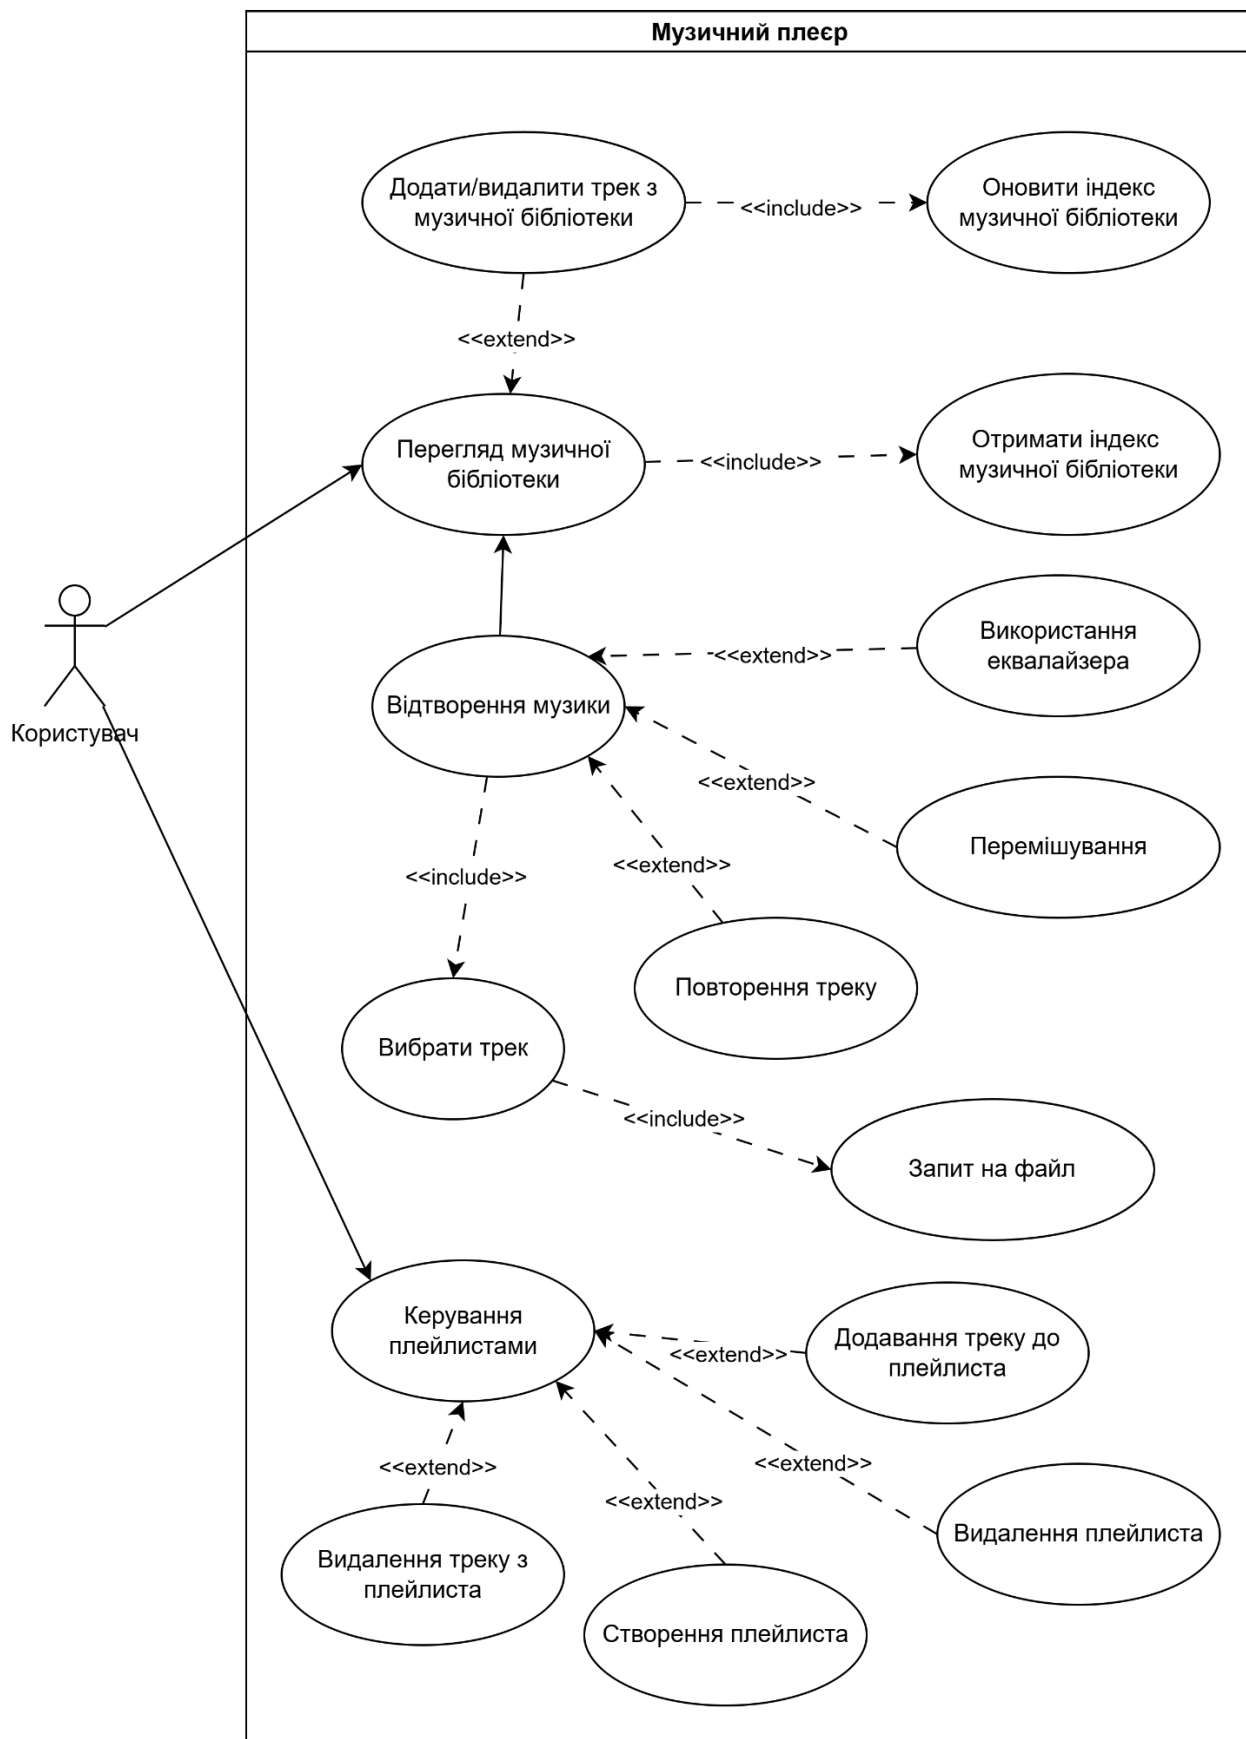 Музичний плеєр
Додати/видалити трек з
музичної бібліотеки
<<include>>
Оновити індекс
музичної бібліотеки
<<extend>>
Перегляд музичної
бібліотеки
<<include>>
Отримати індекс
музичної бібліотеки
Користувач
Відтворення музики
<<extend>>
Використання
еквалайзера
<<extend>>
Перемішування
<<extend>>
Повторення треку
<<include>>
Вибрати трек
<<include>>
Запит на файл
Керування
плейлистами
<<extend>>
Додавання треку до
плейлиста
<<extend>>
Видалення плейлиста
<<extend>>
Видалення треку з
плейлиста
<<extend>>
Створення плейлиста